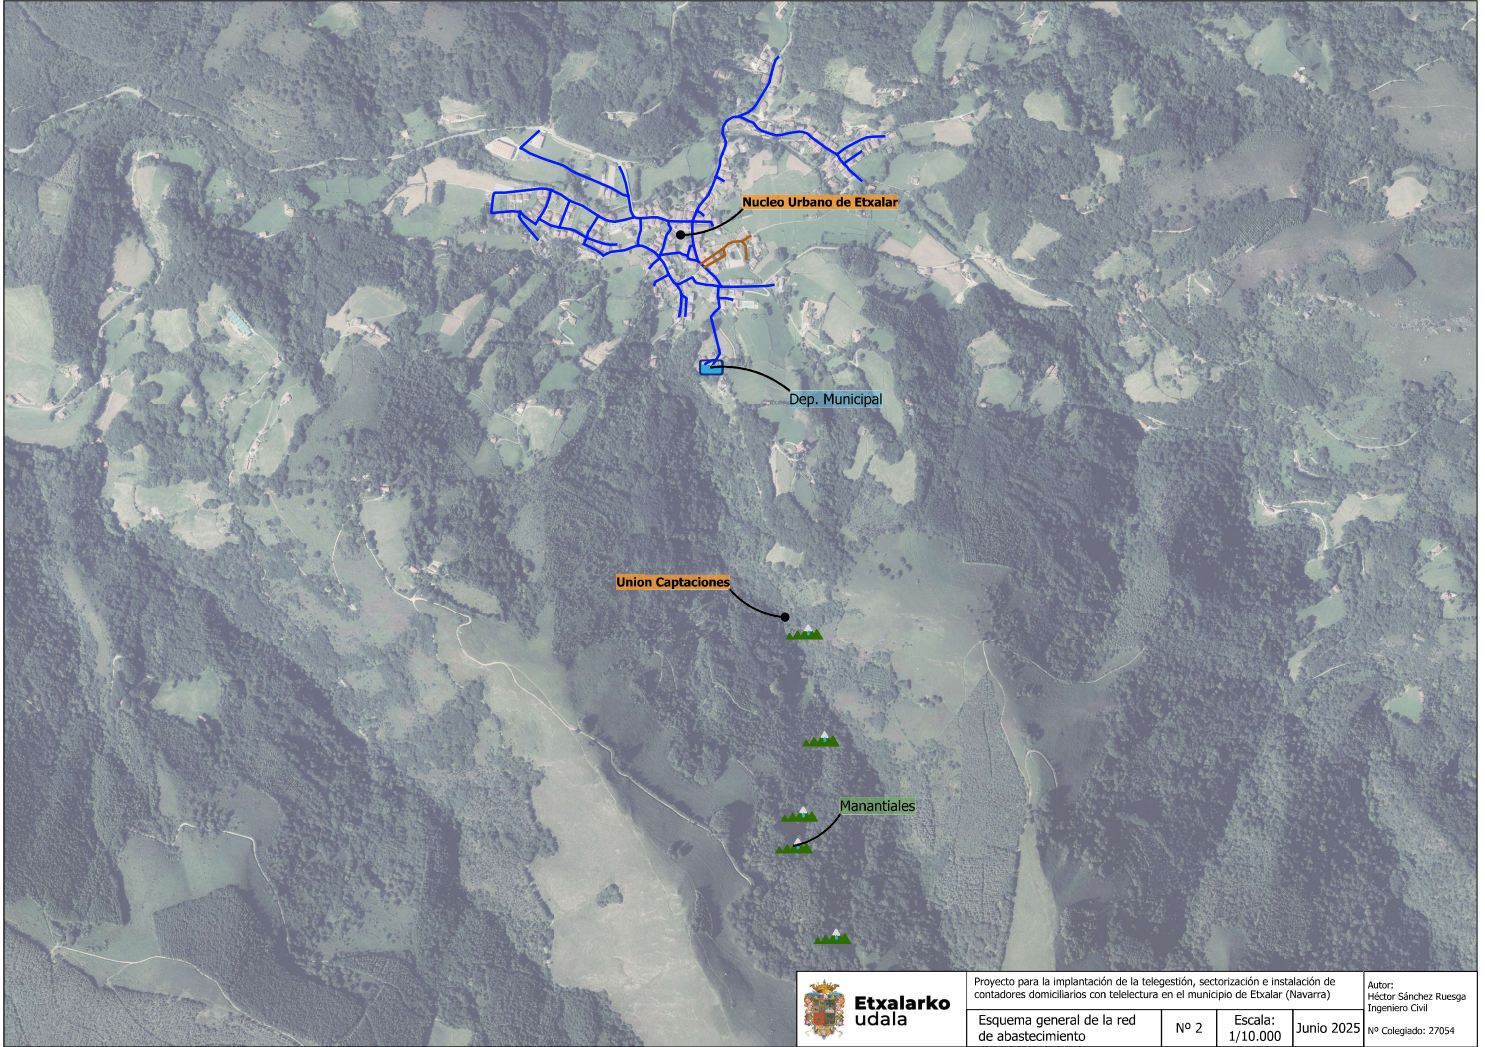 Nucleo Urbano de Etxalar
Dep. Municipal
Union Captaciones
Manantiales
Etxalarko
udala
Proyecto para la implantación de la telegestión, sectorización e instalación de
contadores domiciliarios con telelectura en el municipio de Etxalar (Navarra)
Esquema general de la red
de abastecimiento
Nº 2
Escala:
1/10.000
Junio 2025
Autor:
Héctor Sánchez Ruesga
Ingeniero Civil
Nº Colegiado: 27054